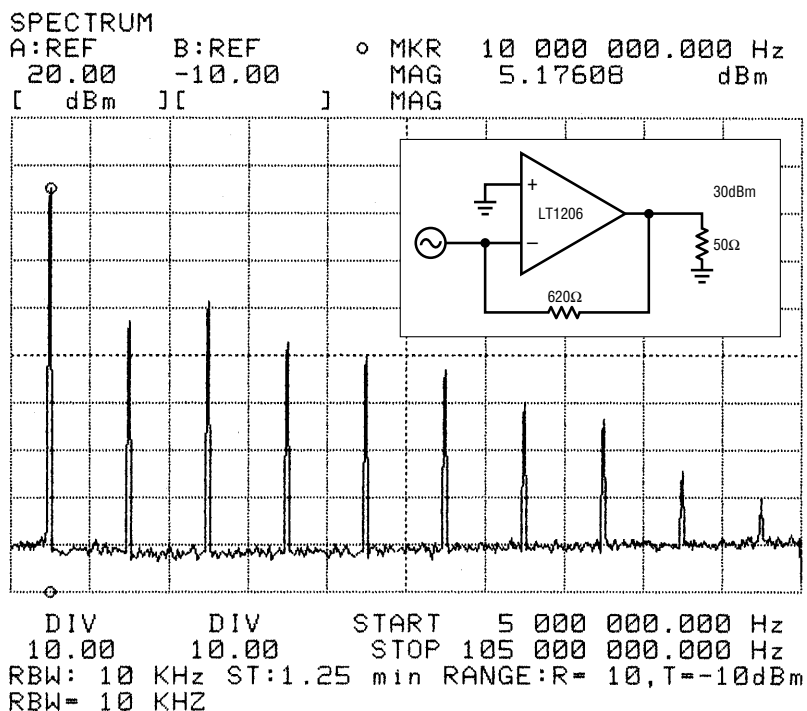 SPECTRUM
A:REF B:REF o MKR 10 000 000.000 Hz
20.00 -10.00 MAG 5.17608 dBm
[ dBm ][ ] MAG
+
30dBm
LT1206
−
50Ω
620Ω
DIV DIV START 5 000 000.000 Hz
10.00 10.00 STOP 105 000 000.000 Hz
RBW: 10 KHz ST:1.25 min RANGE:R= 10,T=-10dBm
RBW= 10 KHZ